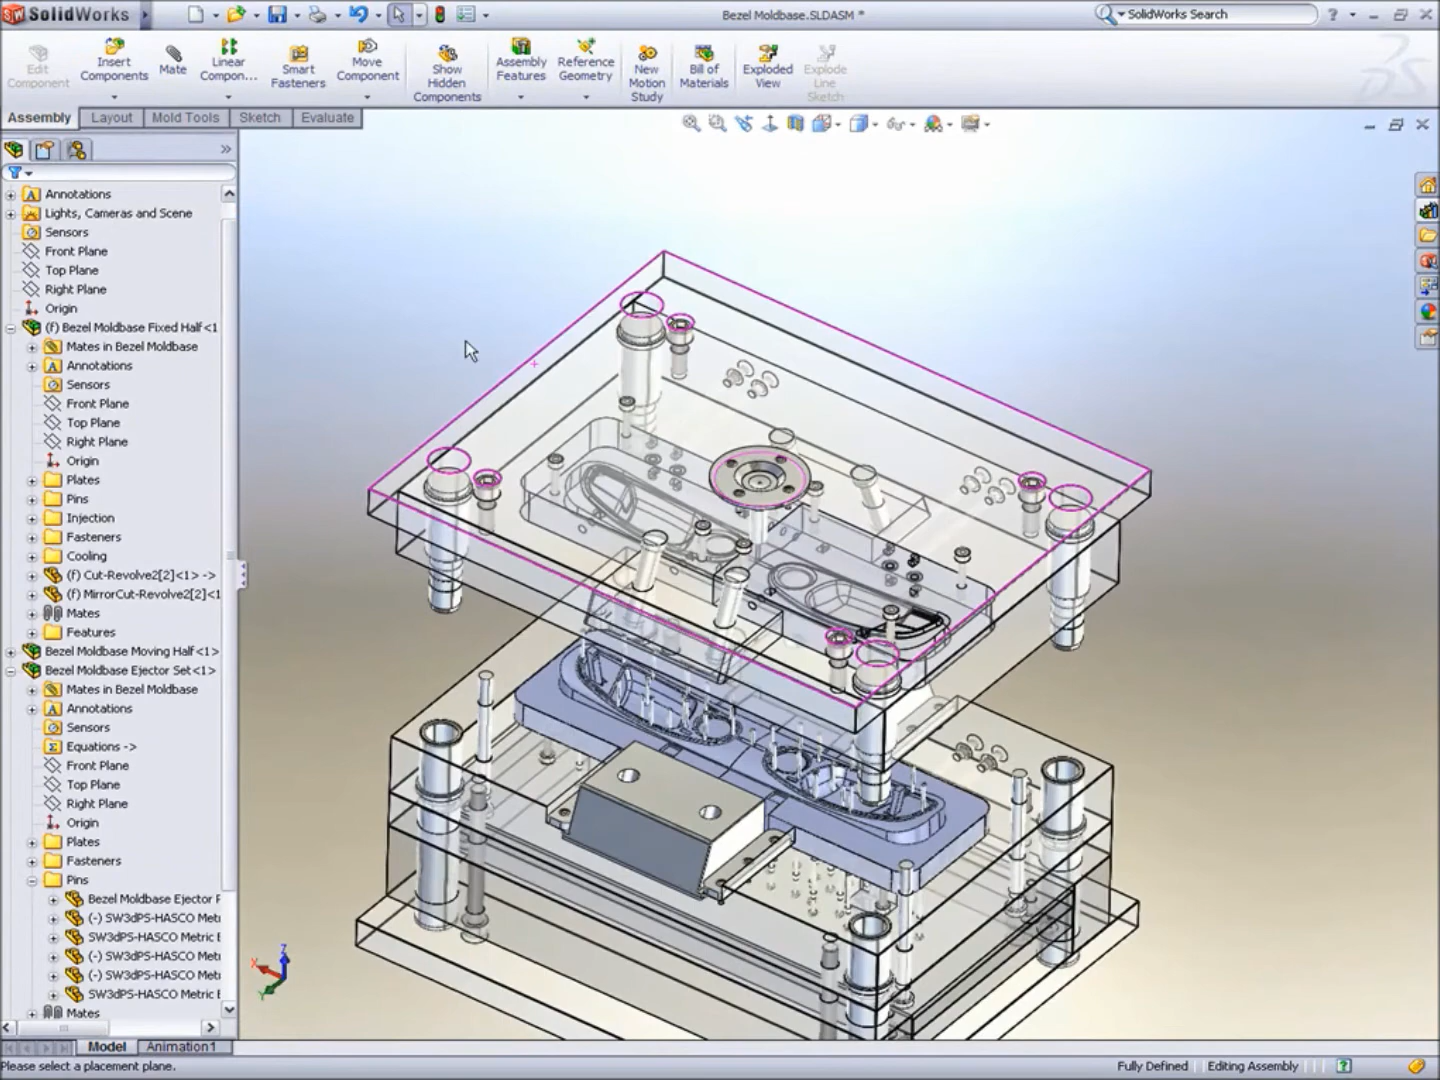 SolidWorks
Bezel Moldbase.SLDASM *
SolidWorks Search
?
Edit Component
Insert Components
Mate
Linear Compon...
Smart Fasteners
Move Component
Show Hidden Components
Assembly Features
Reference Geometry
New Motion Study
Bill of Materials
Exploded View
Explode Line Sketch
Assembly
Layout
Mold Tools
Sketch
Evaluate
Annotations
Lights, Cameras and Scene
Sensors
Front Plane
Top Plane
Right Plane
Origin
(f) Bezel Moldbase Fixed Half<1
Mates in Bezel Moldbase
Annotations
Sensors
Front Plane
Top Plane
Right Plane
Origin
Plates
Pins
Injection
Fasteners
Cooling
(f) Cut-Revolve2[2]<1> ->
(f) MirrorCut-Revolve2[2]<1
Mates
Features
Bezel Moldbase Moving Half<1>
Bezel Moldbase Ejector Set<1>
Mates in Bezel Moldbase
Annotations
Sensors
Equations ->
Front Plane
Top Plane
Right Plane
Origin
Plates
Fasteners
Pins
Bezel Moldbase Ejector P
(-) SW3dPS-HASCO Metr
SW3dPS-HASCO Metric E
(-) SW3dPS-HASCO Metr
(-) SW3dPS-HASCO Metr
SW3dPS-HASCO Metric E
Mates
Z
X
Y
Model
Animation1
Please select a placement plane.
Fully Defined
Editing Assembly
?